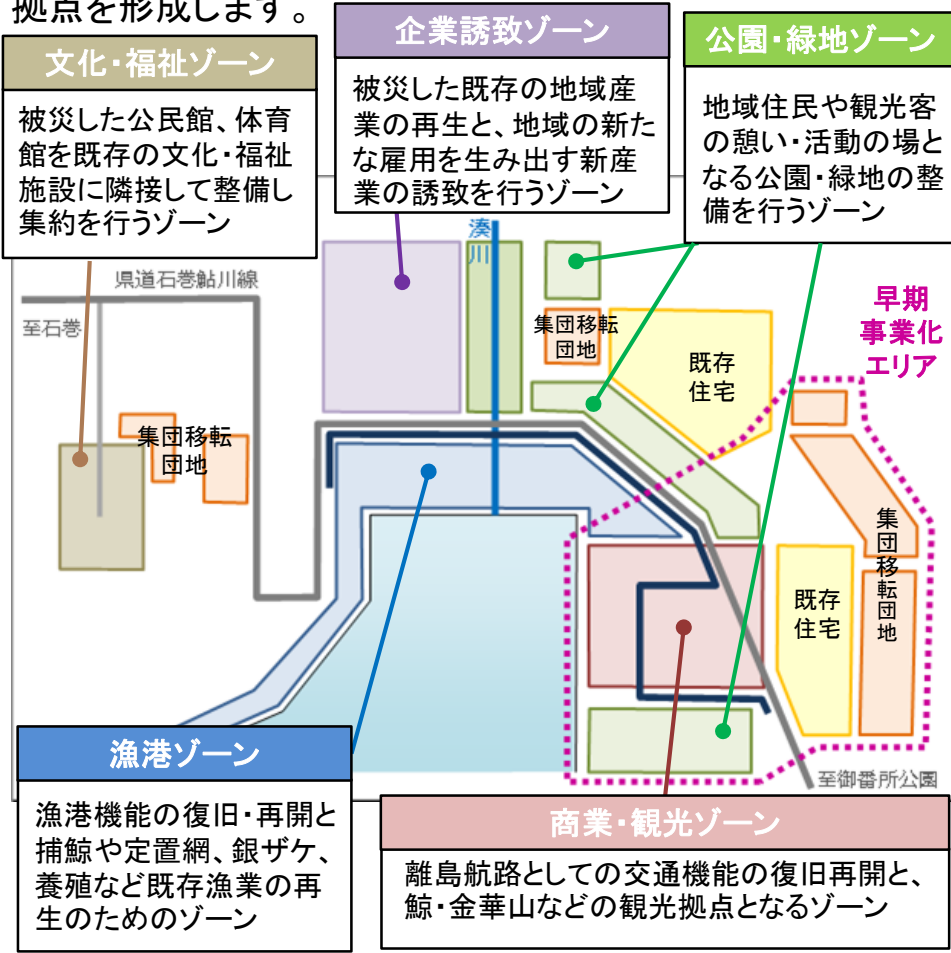 拠点を形成します。
文化・福祉ゾーン
被災した公民館、体育
館を既存の文化・福祉
施設に隣接して整備し
集約を行うゾーン
企業誘致ゾーン
被災した既存の地域産
業の再生と、地域の新た
な雇用を生み出す新産
業の誘致を行うゾーン
公園・緑地ゾーン
地域住民や観光客
の憩い・活動の場と
なる公園・緑地の整
備を行うゾーン
湊川
県道石巻鮎川線
至石巻
集団移転
団地
既存
住宅
早期
事業化
エリア
集団移転
団地
集団移転団地
既存
住宅
至御番所公園
漁港ゾーン
漁港機能の復旧・再開と
捕鯨や定置網、銀ザケ、
養殖など既存漁業の再
生のためのゾーン
商業・観光ゾーン
離島航路としての交通機能の復旧再開と、
鯨・金華山などの観光拠点となるゾーン